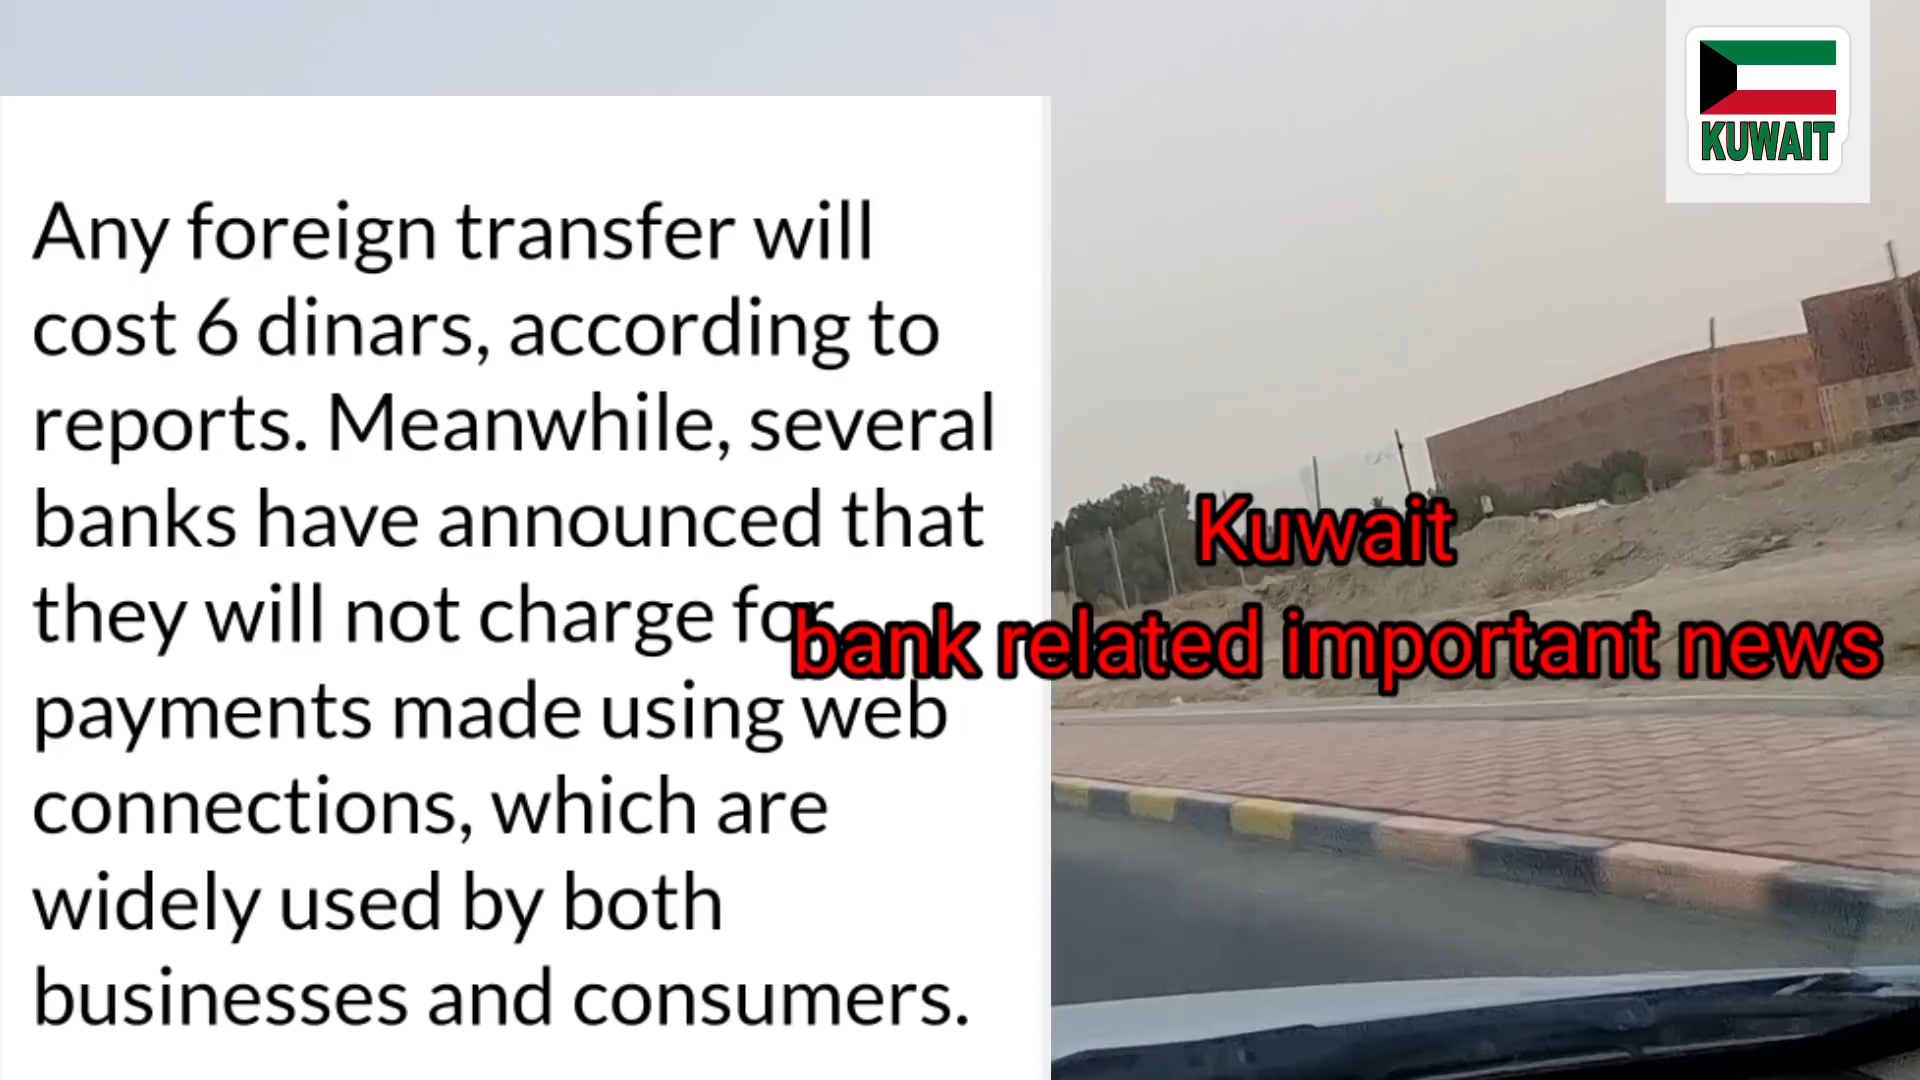 KUWAIT
Any foreign transfer will
cost 6 dinars, according to
reports. Meanwhile, several
banks have announced that
they will not charge for
payments made using web
connections, which are
widely used by both
businesses and consumers.
Kuwait
bank related important news